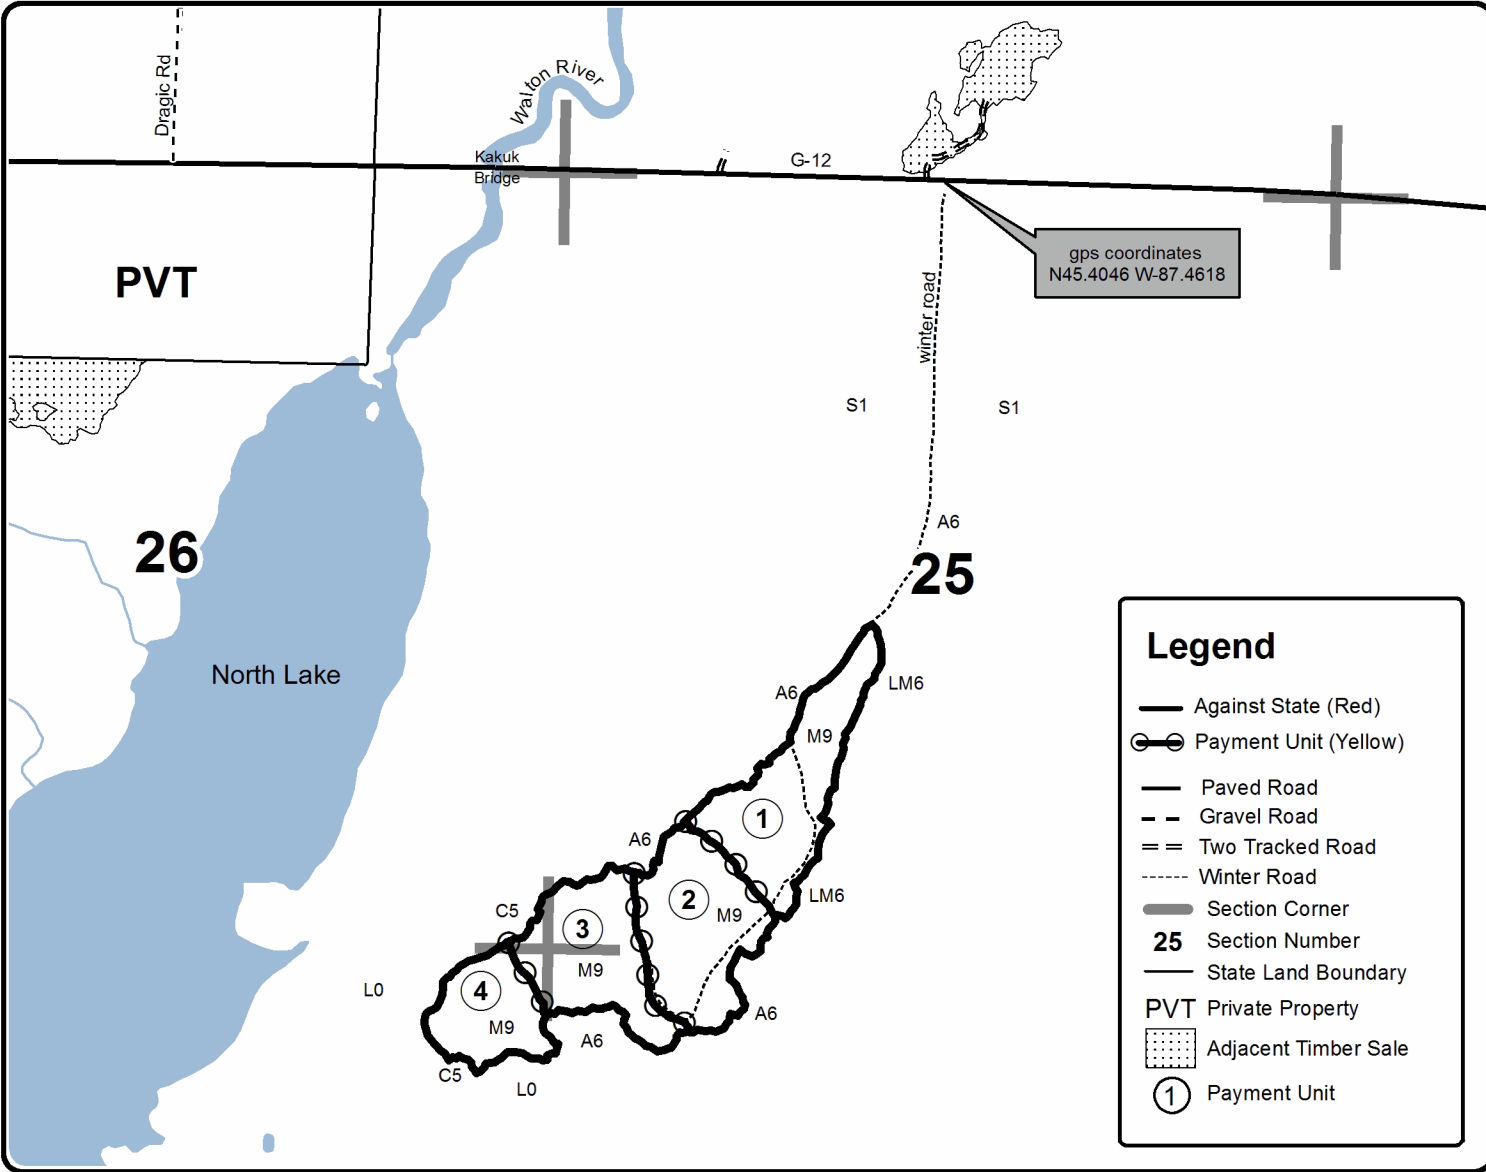 Dragic Rd
Walton River
Kakuk
Bridge
G-12
gps coordinates
N45.4046 W-87.4618
PVT
winter road
S1
S1
A6
26
25
North Lake
A6
LM6
M9
1
A6
2
LM6
M9
C5
3
M9
L0
4
M9
A6
A6
C5
L0
Legend
Against State (Red)
Payment Unit (Yellow)
Paved Road
Gravel Road
Two Tracked Road
Winter Road
Section Corner
25 Section Number
State Land Boundary
PVT Private Property
Adjacent Timber Sale
1 Payment Unit